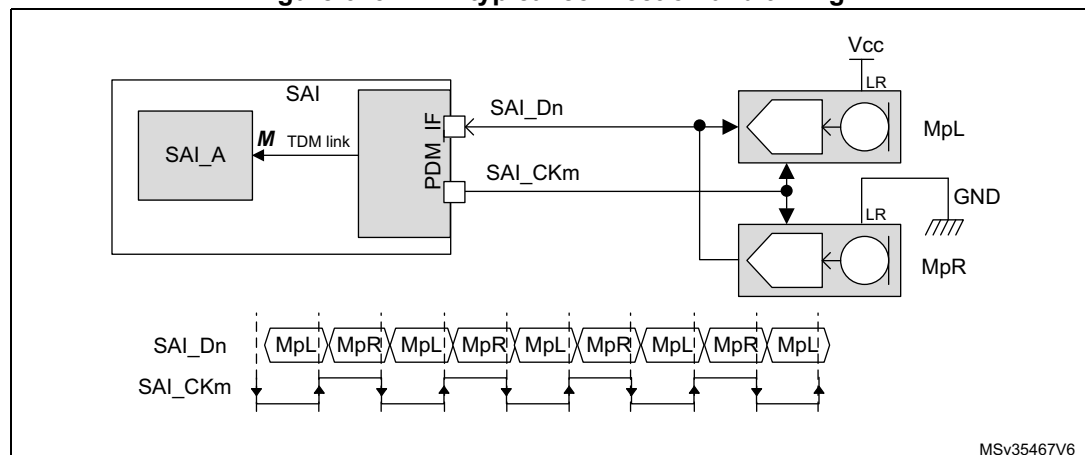 Vcc
LR
SAI
SAI_Dn
MpL
SAI_A
M TDM link
PDM_IF
SAI_CKm
GND
LR
MpR
SAI_Dn MpL MpR MpL MpR MpL MpR MpL MpR MpL
SAI_CKm
MSv35467V6